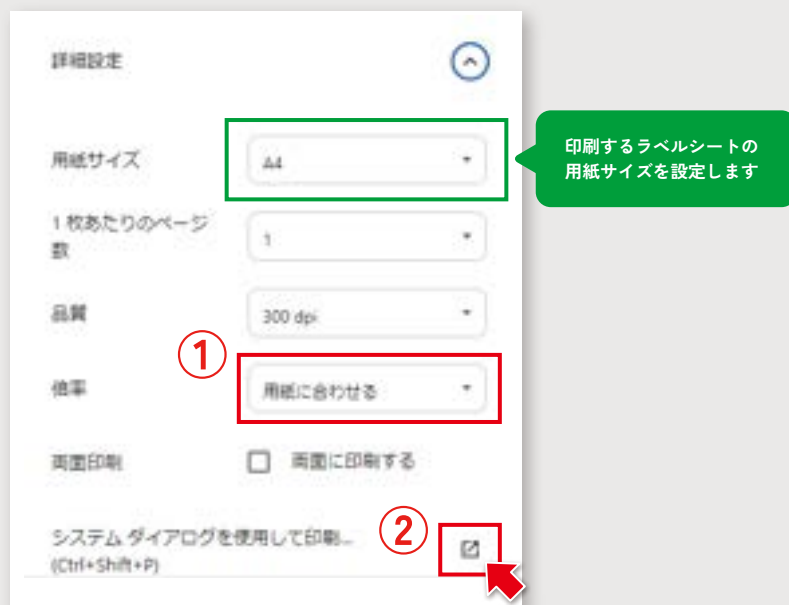 詳細設定
用紙サイズ
A4
印刷するラベルシートの
用紙サイズを設定します
1 枚あたりのページ
数
1
品質
300 dpi
①
倍率
用紙に合わせる
両面印刷
両面に印刷する
システム ダイアログを使用して印刷...
(Ctrl+Shift+P)
②